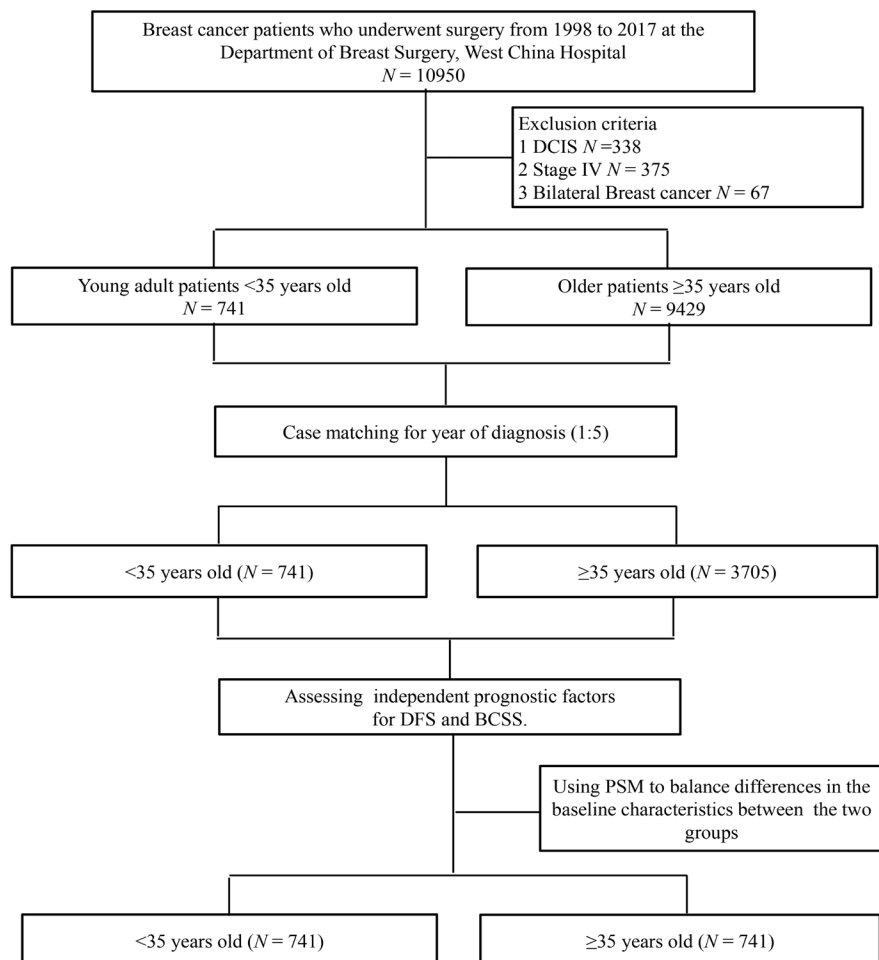 Breast cancer patients who underwent surgery from 1998 to 2017 at the
Department of Breast Surgery, West China Hospital
N = 10950
Exclusion criteria
1 DCIS N =338
2 Stage IV N = 375
3 Bilateral Breast cancer N = 67
Young adult patients <35 years old
N = 741
Older patients ≥35 years old
N = 9429
Case matching for year of diagnosis (1:5)
<35 years old (N = 741)
≥35 years old (N = 3705)
Assessing independent prognostic factors
for DFS and BCSS.
Using PSM to balance differences in the
baseline characteristics between the two
groups
<35 years old (N = 741)
≥35 years old (N = 741)